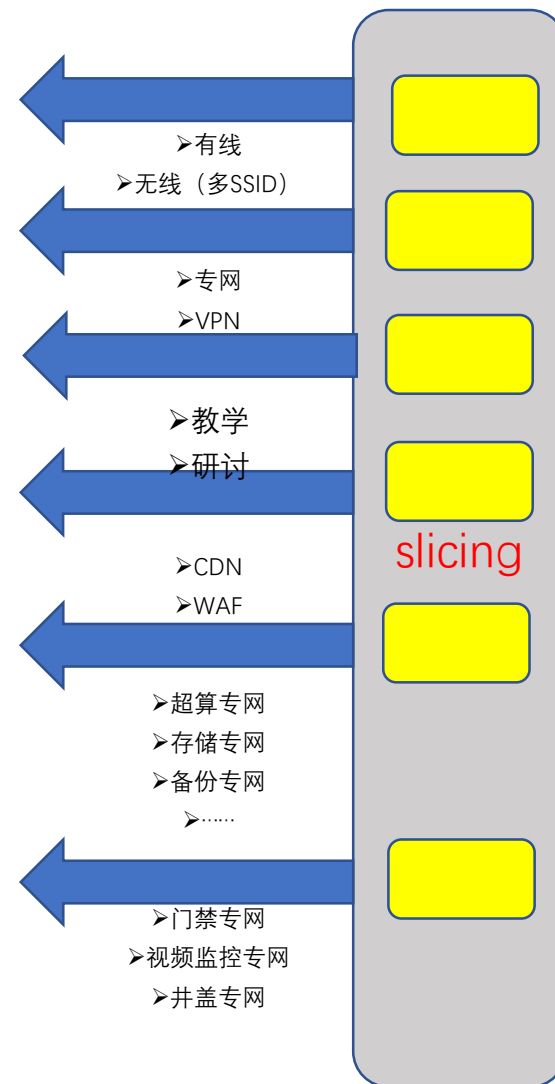 ➢有线
➢无线（多SSID）
➢专网
➢VPN
➢教学
➢研讨
slicing
➢CDN
➢WAF
➢超算专网
➢存储专网
➢备份专网
➢……
➢门禁专网
➢视频监控专网
➢井盖专网